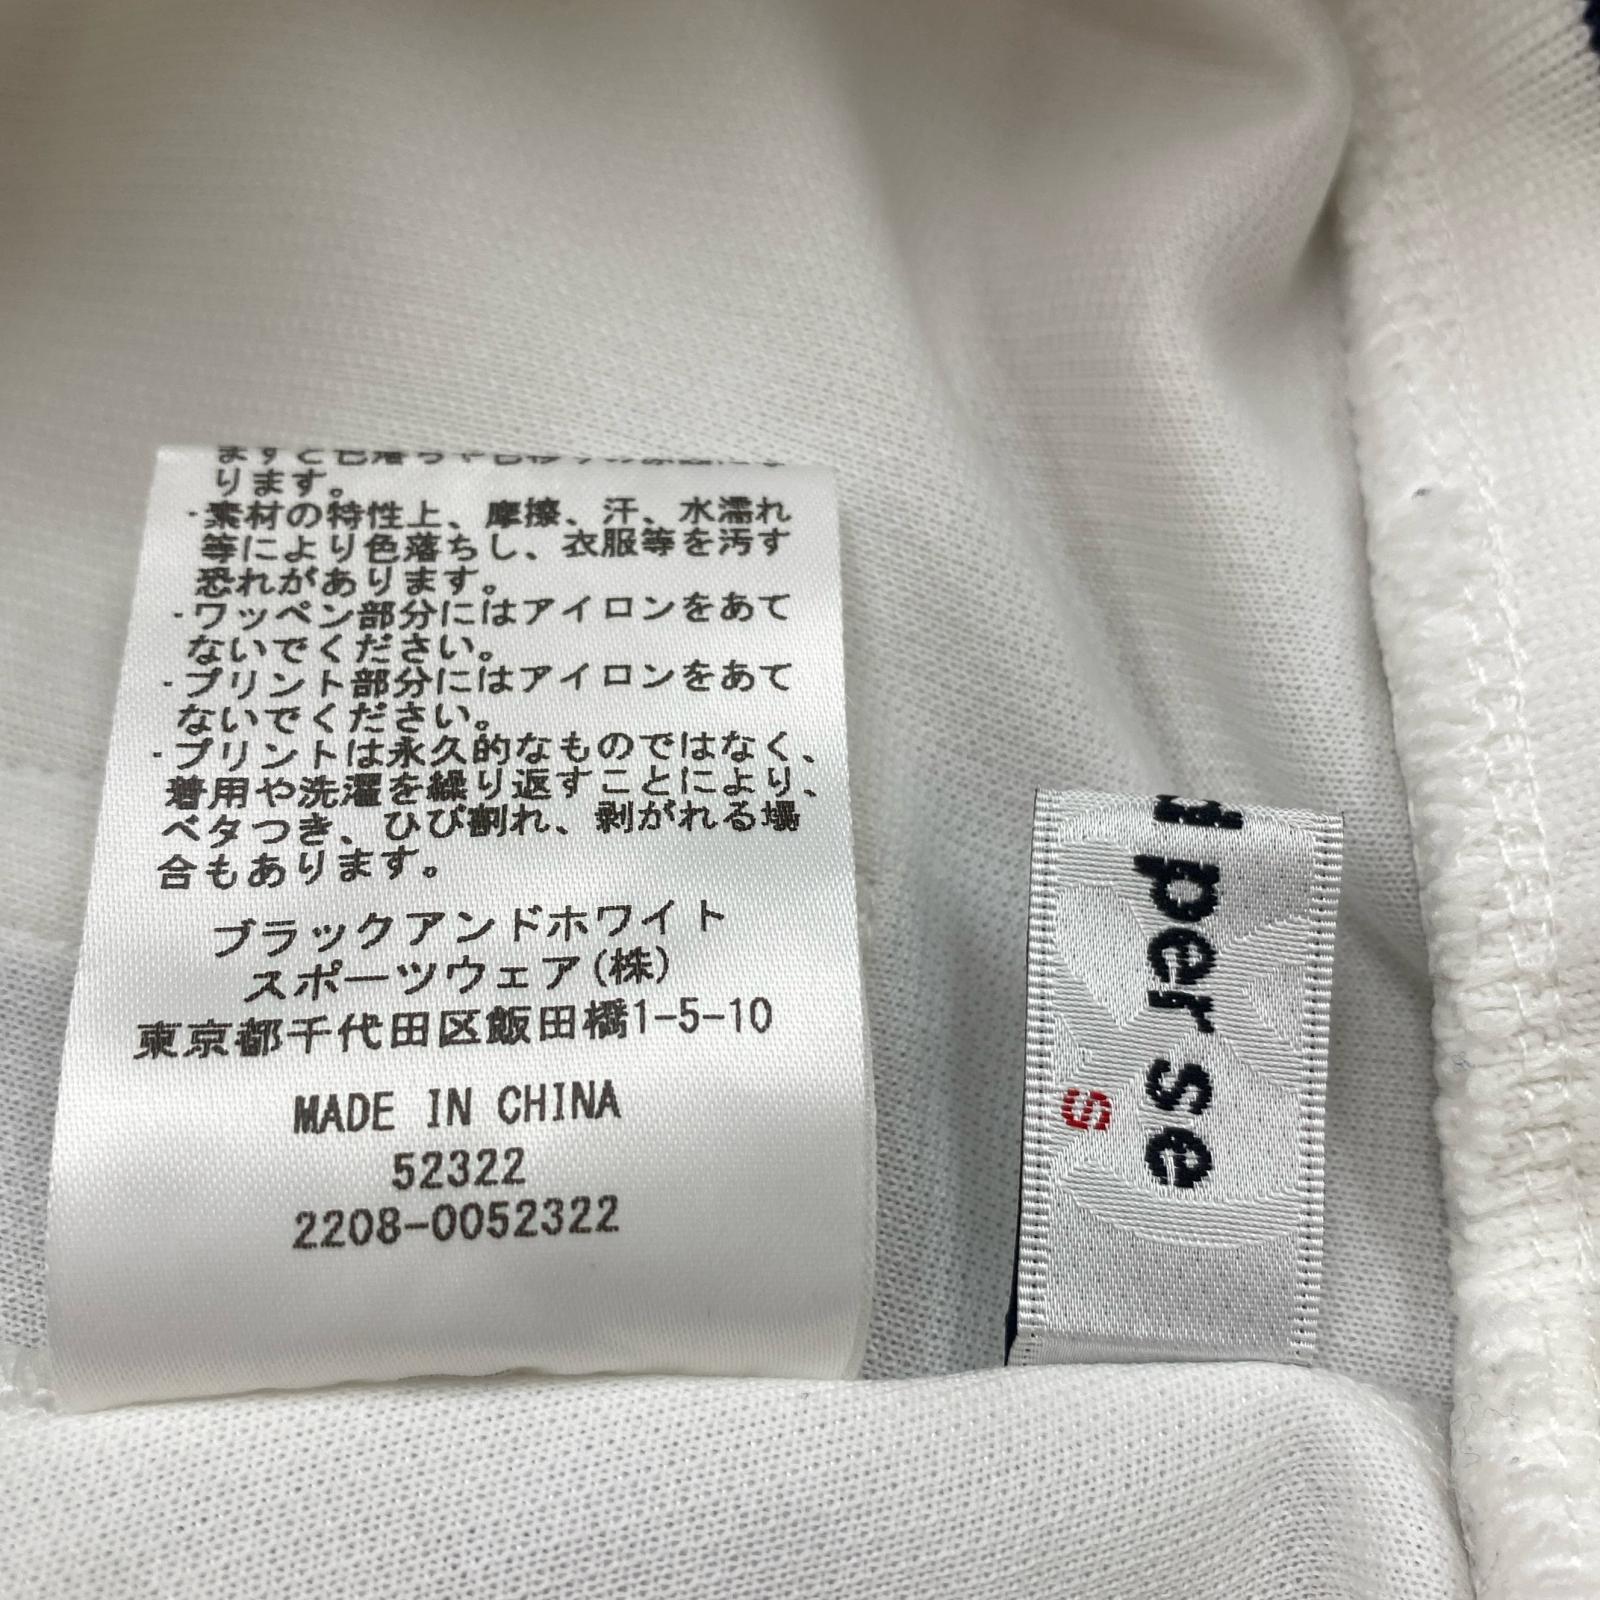 ります。
・素材の特性上、摩擦、汗、水濡れ
等により色落ちし、衣服等を汚す
恐れがあります。
・ワッペン部分にはアイロンをあて
ないでください。
・プリント部分にはアイロンをあて
ないでください。
・プリントは永久的なものではなく、
着用や洗濯を繰り返すことにより、
ベタつき、ひび割れ、剥がれる場
合もあります。
ブラックアンドホワイト
スポーツウェア(株)
東京都千代田区飯田橋1-5-10
MADE IN CHINA
52322
2208-0052322
per se
S